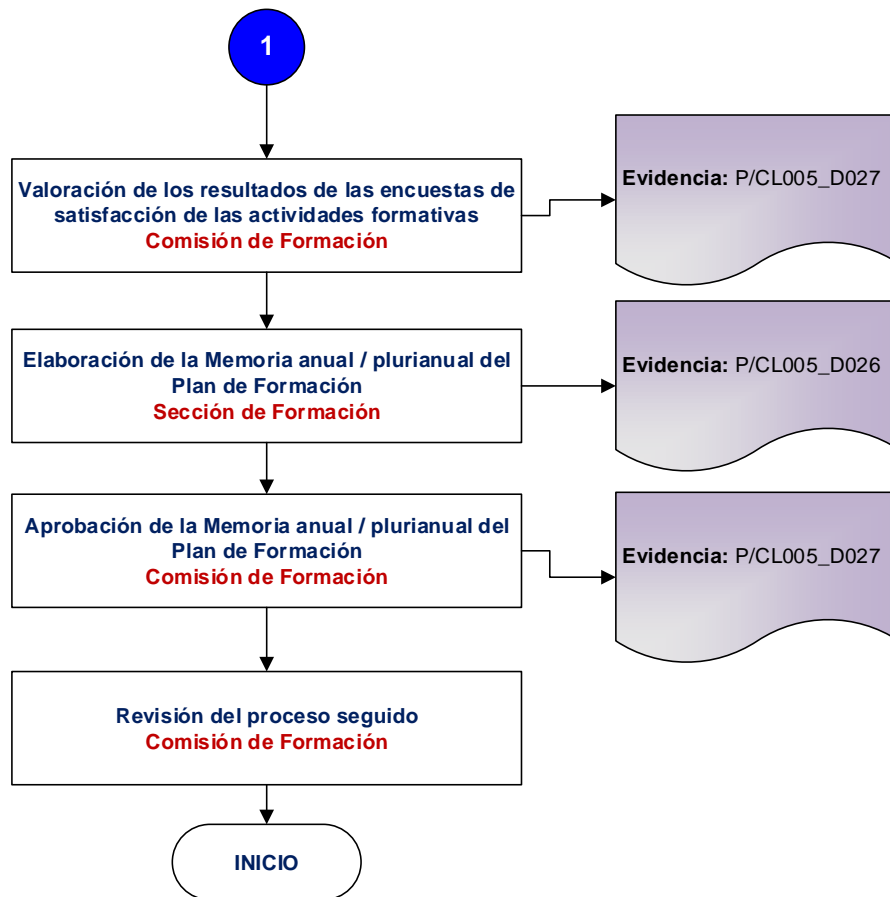 1
Valoración de los resultados de las encuestas de
satisfacción de las actividades formativas
Comisión de Formación
Evidencia: P/CL005_D027
Elaboración de la Memoria anual / plurianual del
Plan de Formación
Sección de Formación
Evidencia: P/CL005_D026
Aprobación de la Memoria anual / plurianual del
Plan de Formación
Comisión de Formación
Evidencia: P/CL005_D027
Revisión del proceso seguido
Comisión de Formación
INICIO